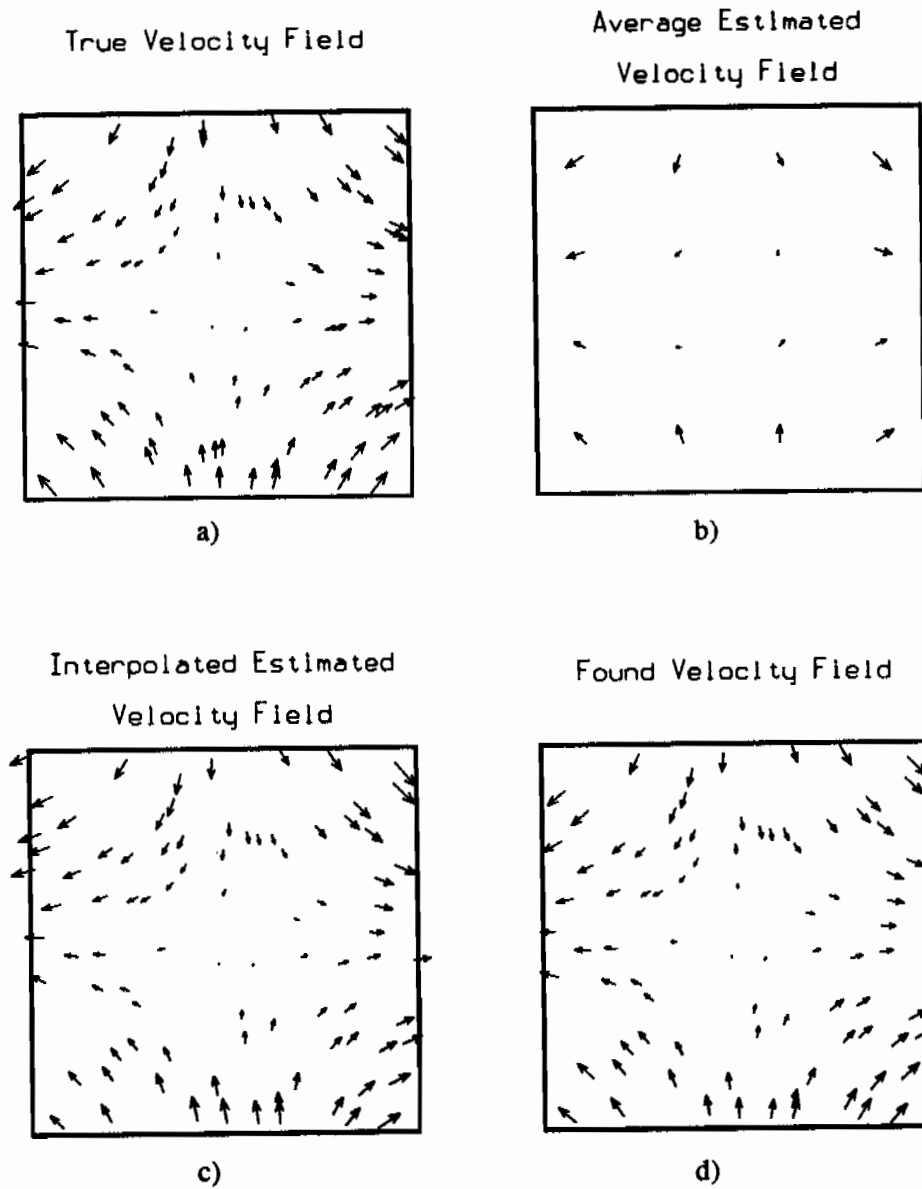 True Velocity Field
Average Estimated
Velocity Field
a)
b)
Interpolated Estimated
Velocity Field
Found Velocity Field
c)
d)